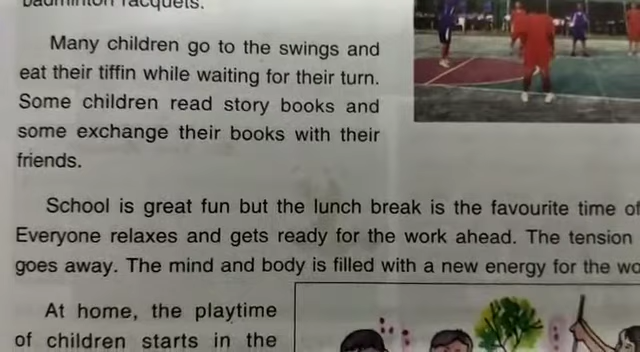 badminton racquets.
Many children go to the swings and
eat their tiffin while waiting for their turn.
Some children read story books and
some exchange their books with their
friends.
School is great fun but the lunch break is the favourite time of
Everyone relaxes and gets ready for the work ahead. The tension
goes away. The mind and body is filled with a new energy for the
At home, the playtime
of children starts in the